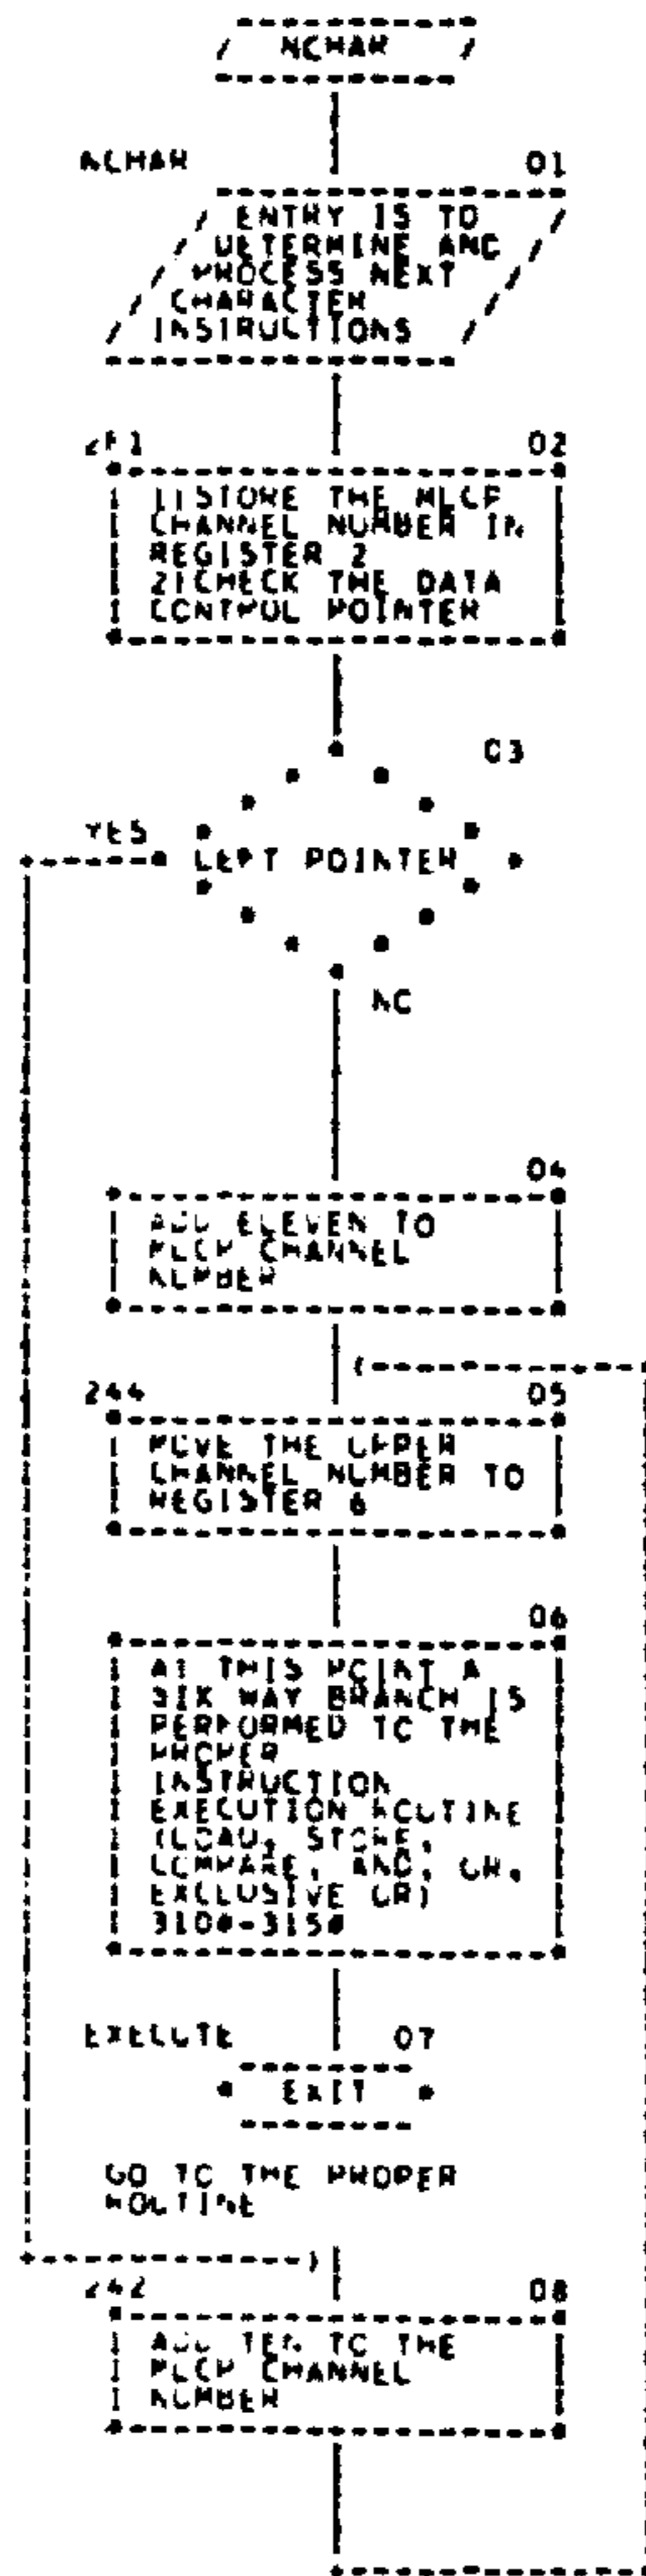 NCHAR
NCHAR 01
ENTRY IS TO
DETERMINE AND
PROCESS NEXT
CHARACTER
INSTRUCTIONS
2F1 02
1)STORE THE MLCP
CHANNEL NUMBER IN
REGISTER 2
2)CHECK THE DATA
CONTROL POINTER
03
YES
LEFT POINTER
NO
04
ADD ELEVEN TO
MLCP CHANNEL
NUMBER
244 05
MOVE THE UPPER
CHANNEL NUMBER TO
REGISTER 6
06
AT THIS POINT A
SIX WAY BRANCH IS
PERFORMED TO THE
PROPER
INSTRUCTION
EXECUTION ROUTINE
(LOAD, STORE,
COMPARE, AND, OR,
EXCLUSIVE OR)
310#-315#
EXECUTE 07
EXIT
GO TO THE PROPER
ROUTINE
242 08
ADD TEN TO THE
MLCP CHANNEL
NUMBER